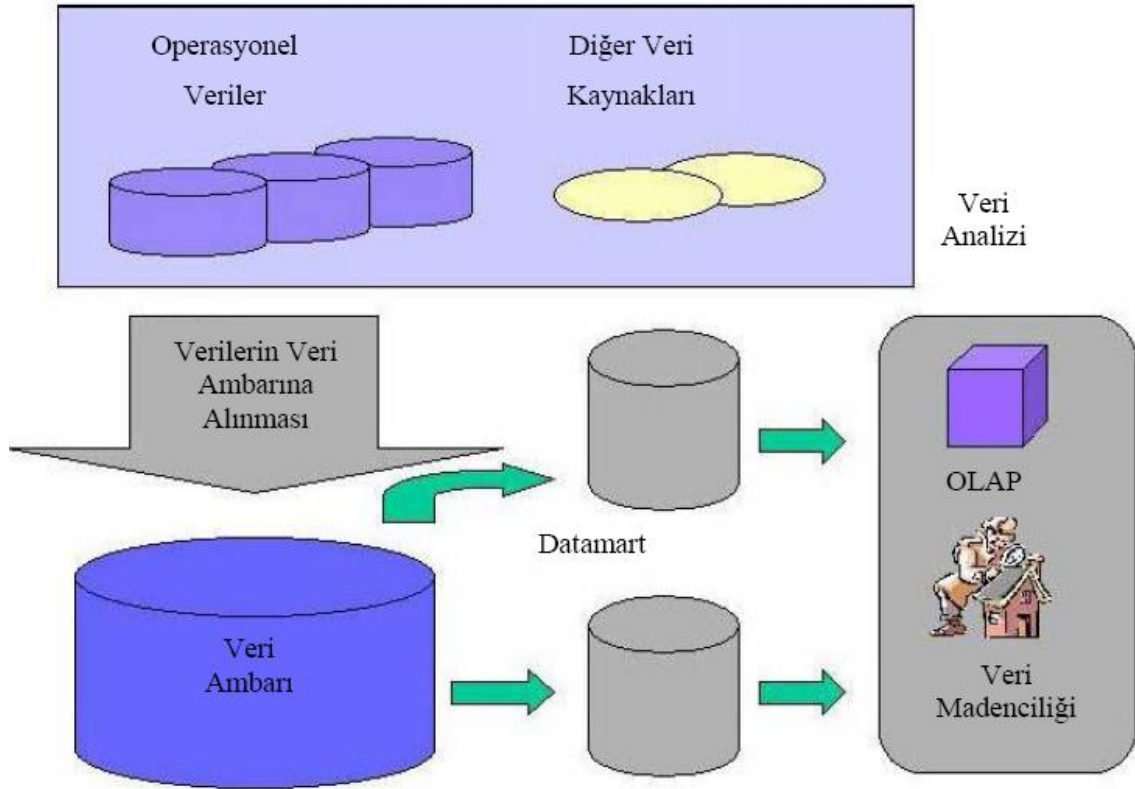 Operasyonel
Veriler
Diğer Veri
Kaynakları
Veri
Analizi
Verilerin Veri
Ambarına
Alınması
OLAP
Datamart
Veri
Ambarı
Veri
Madenciliği